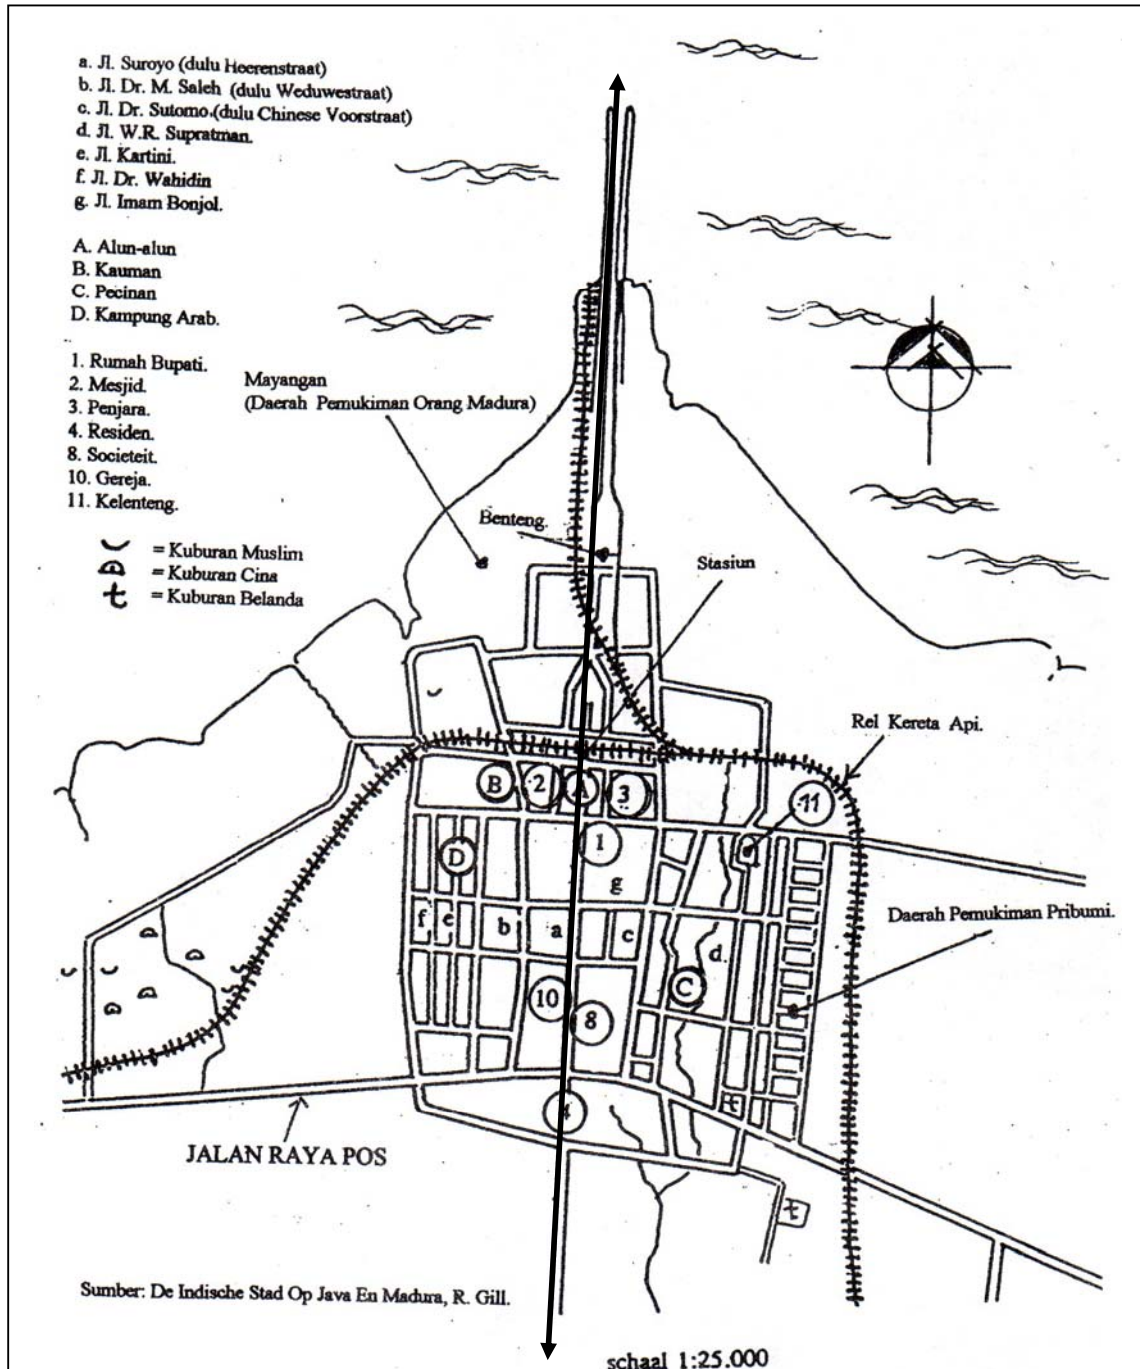 a. Jl. Suroyo (dulu Heerenstraat)
b. Jl. Dr. M. Saleh (dulu Weduwestraat)
c. Jl. Dr. Sutomo.(dulu Chinese Voorstraat)
d. Jl. W.R. Supratman.
e. Jl. Kartini.
f. Jl. Dr. Wahidin
g. Jl. Imam Bonjol.
A. Alun-alun
B. Kauman
C. Pecinan
D. Kampung Arab.
1. Rumah Bupati.
2. Mesjid.
3. Penjara.
4. Residen.
8. Societeit.
10. Gereja.
11. Kelenteng.
= Kuburan Muslim
= Kuburan Cina
= Kuburan Belanda
Mayangan
(Daerah Pemukiman Orang Madura)
Benteng.
Stasiun
Rel Kereta Api.
B 2 A 3 11
D 1
g
f e b a c
Daerah Pemukiman Pribumi.
d.
C
10 8
4
JALAN RAYA POS
Sumber: De Indische Stad Op Java En Madura, R. Gill.
schaal 1:25.000